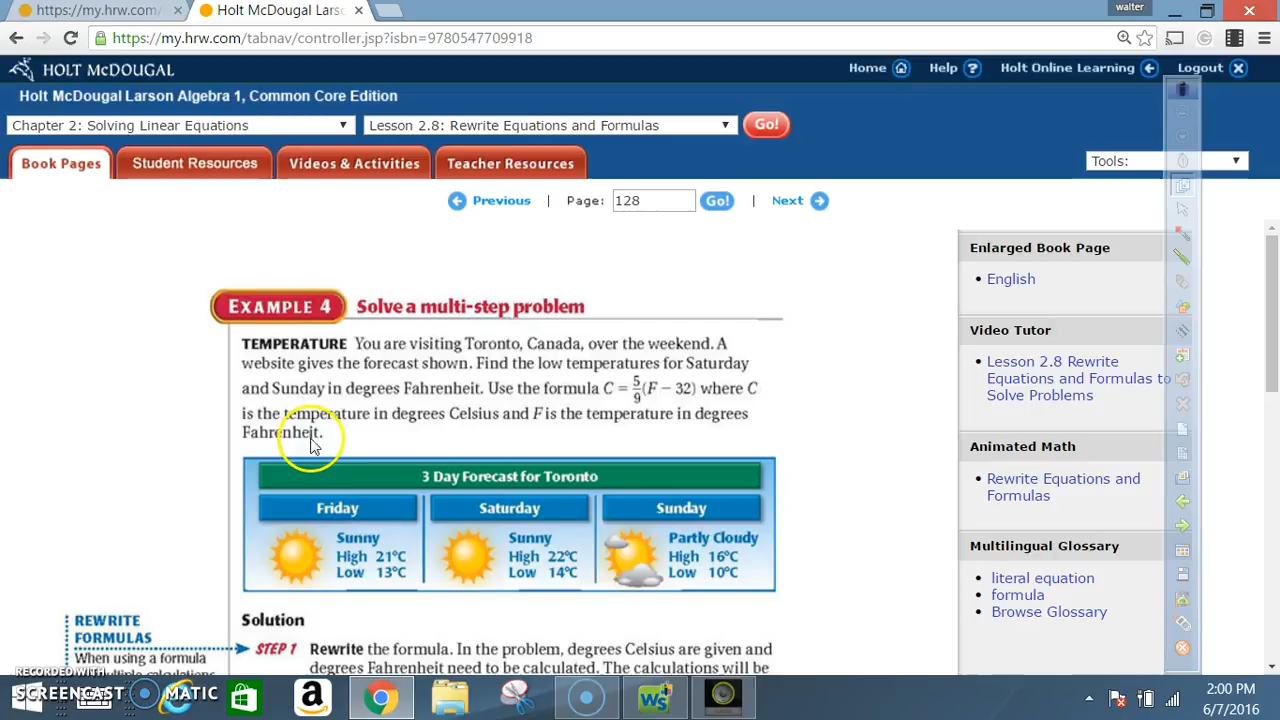 https://my.hrw.com/tabnav/
Holt McDougal Lars
walter
https://my.hrw.com/tabnav/controller.jsp?isbn=9780547709918
HOLT MCDOUGAL
Home
Help
Holt Online Learning
Logout
Holt McDougal Larson Algebra 1, Common Core Edition
Chapter 2: Solving Linear Equations
Lesson 2.8: Rewrite Equations and Formulas
Go!
Book Pages
Student Resources
Videos & Activities
Teacher Resources
Tools:
Previous | Page: 128 Go! | Next
EXAMPLE 4 Solve a multi-step problem
TEMPERATURE You are visiting Toronto, Canada, over the weekend. A
website gives the forecast shown. Find the low temperatures for Saturday
and Sunday in degrees Fahrenheit. Use the formula C = 5/9(F − 32) where C
is the temperature in degrees Celsius and F is the temperature in degrees
Fahrenheit.
3 Day Forecast for Toronto
Friday
Saturday
Sunday
Sunny
High 21°C
Low 13°C
Sunny
High 22°C
Low 14°C
Partly Cloudy
High 16°C
Low 10°C
Solution
REWRITE
FORMULAS
When using a formula
STEP 1 Rewrite the formula. In the problem, degrees Celsius are given and
degrees Fahrenheit need to be calculated. The calculations will be
Enlarged Book Page
• English
Video Tutor
• Lesson 2.8 Rewrite
Equations and Formulas to
Solve Problems
Animated Math
• Rewrite Equations and
Formulas
Multilingual Glossary
• literal equation
• formula
• Browse Glossary
RECORDED WITH
SCREENCAST MATIC
2:00 PM
6/7/2016